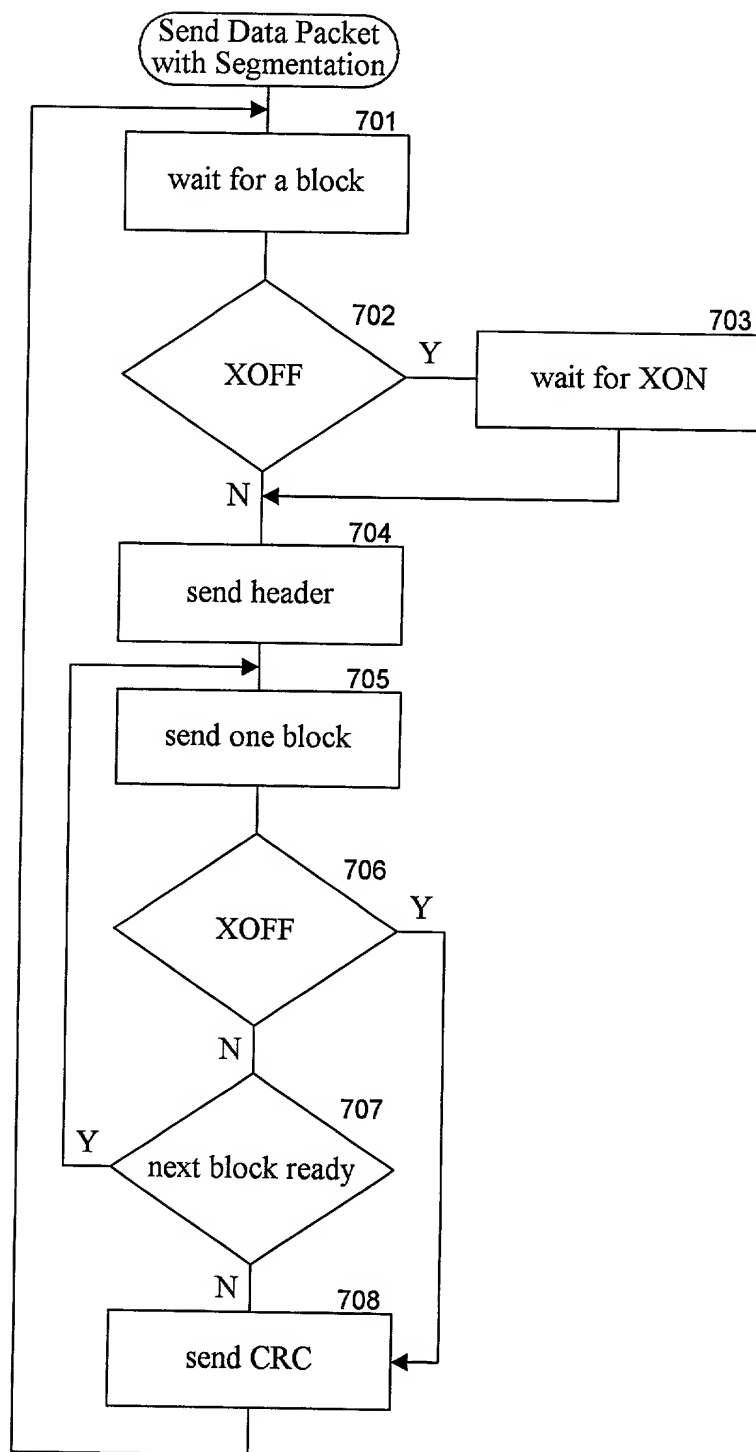 Send Data Packet
with Segmentation
701
wait for a block
702
XOFF
Y
703
wait for XON
N
704
send header
705
send one block
706
XOFF
Y
N
707
Y
next block ready
N
708
send CRC